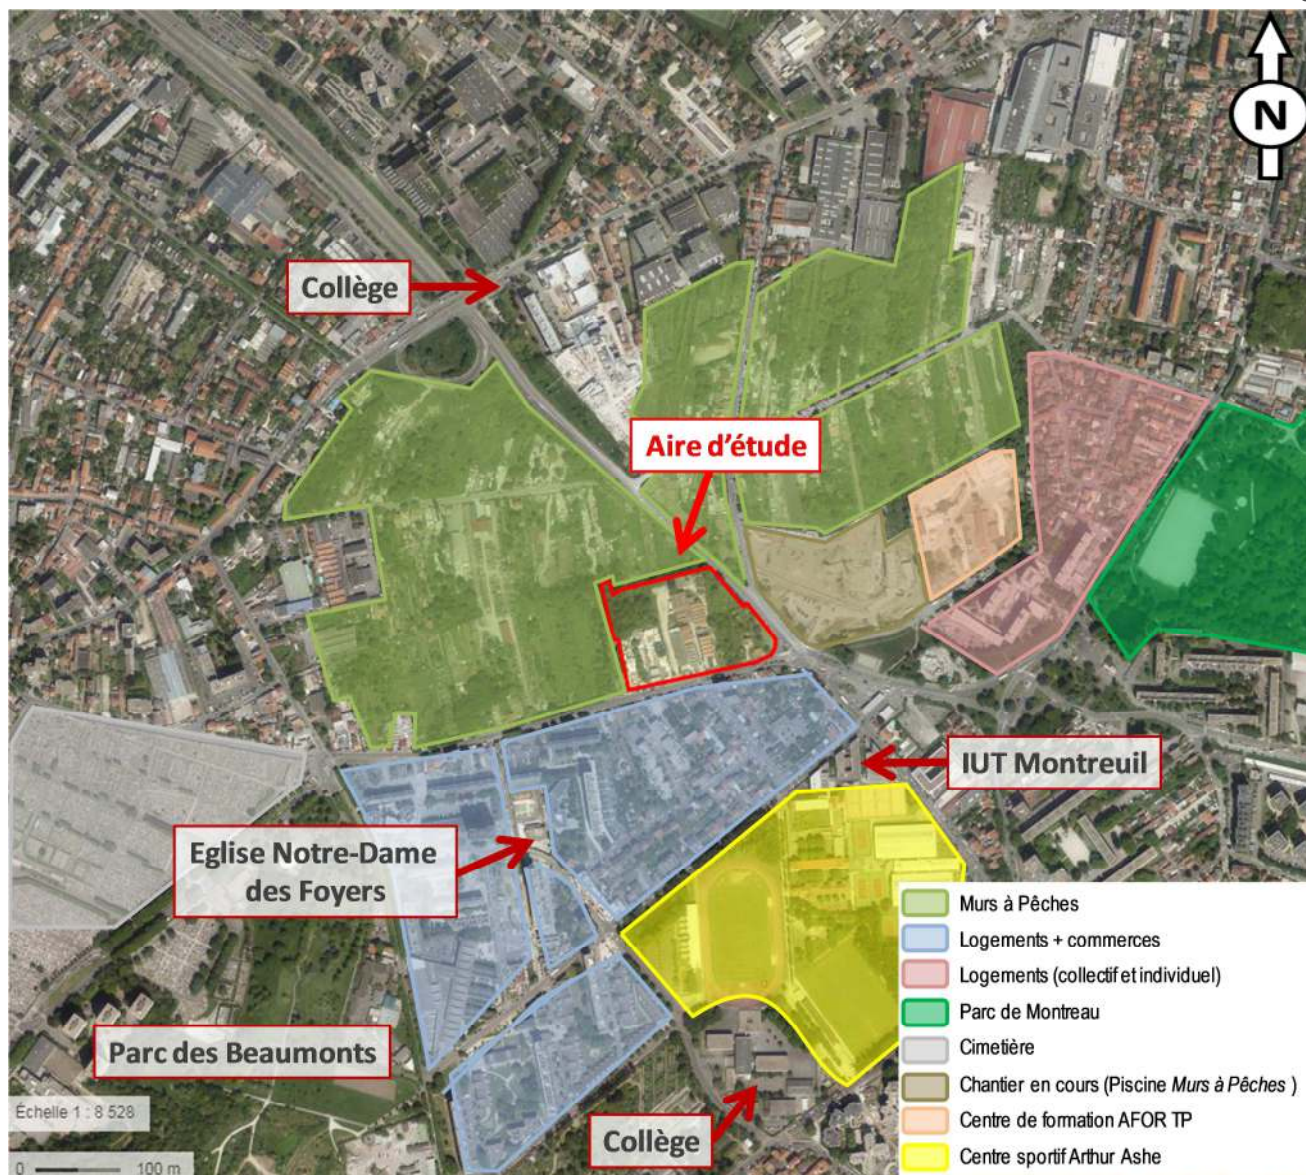 N
Collège
Aire d'étude
IUT Montreuil
Eglise Notre-Dame
des Foyers
Parc des Beaumonts
Collège
Échelle 1 : 8 528
0 100 m
Murs à Pêches
Logements + commerces
Logements (collectif et individuel)
Parc de Montreau
Cimetière
Chantier en cours (Piscine Murs à Pêches )
Centre de formation AFOR TP
Centre sportif Arthur Ashe